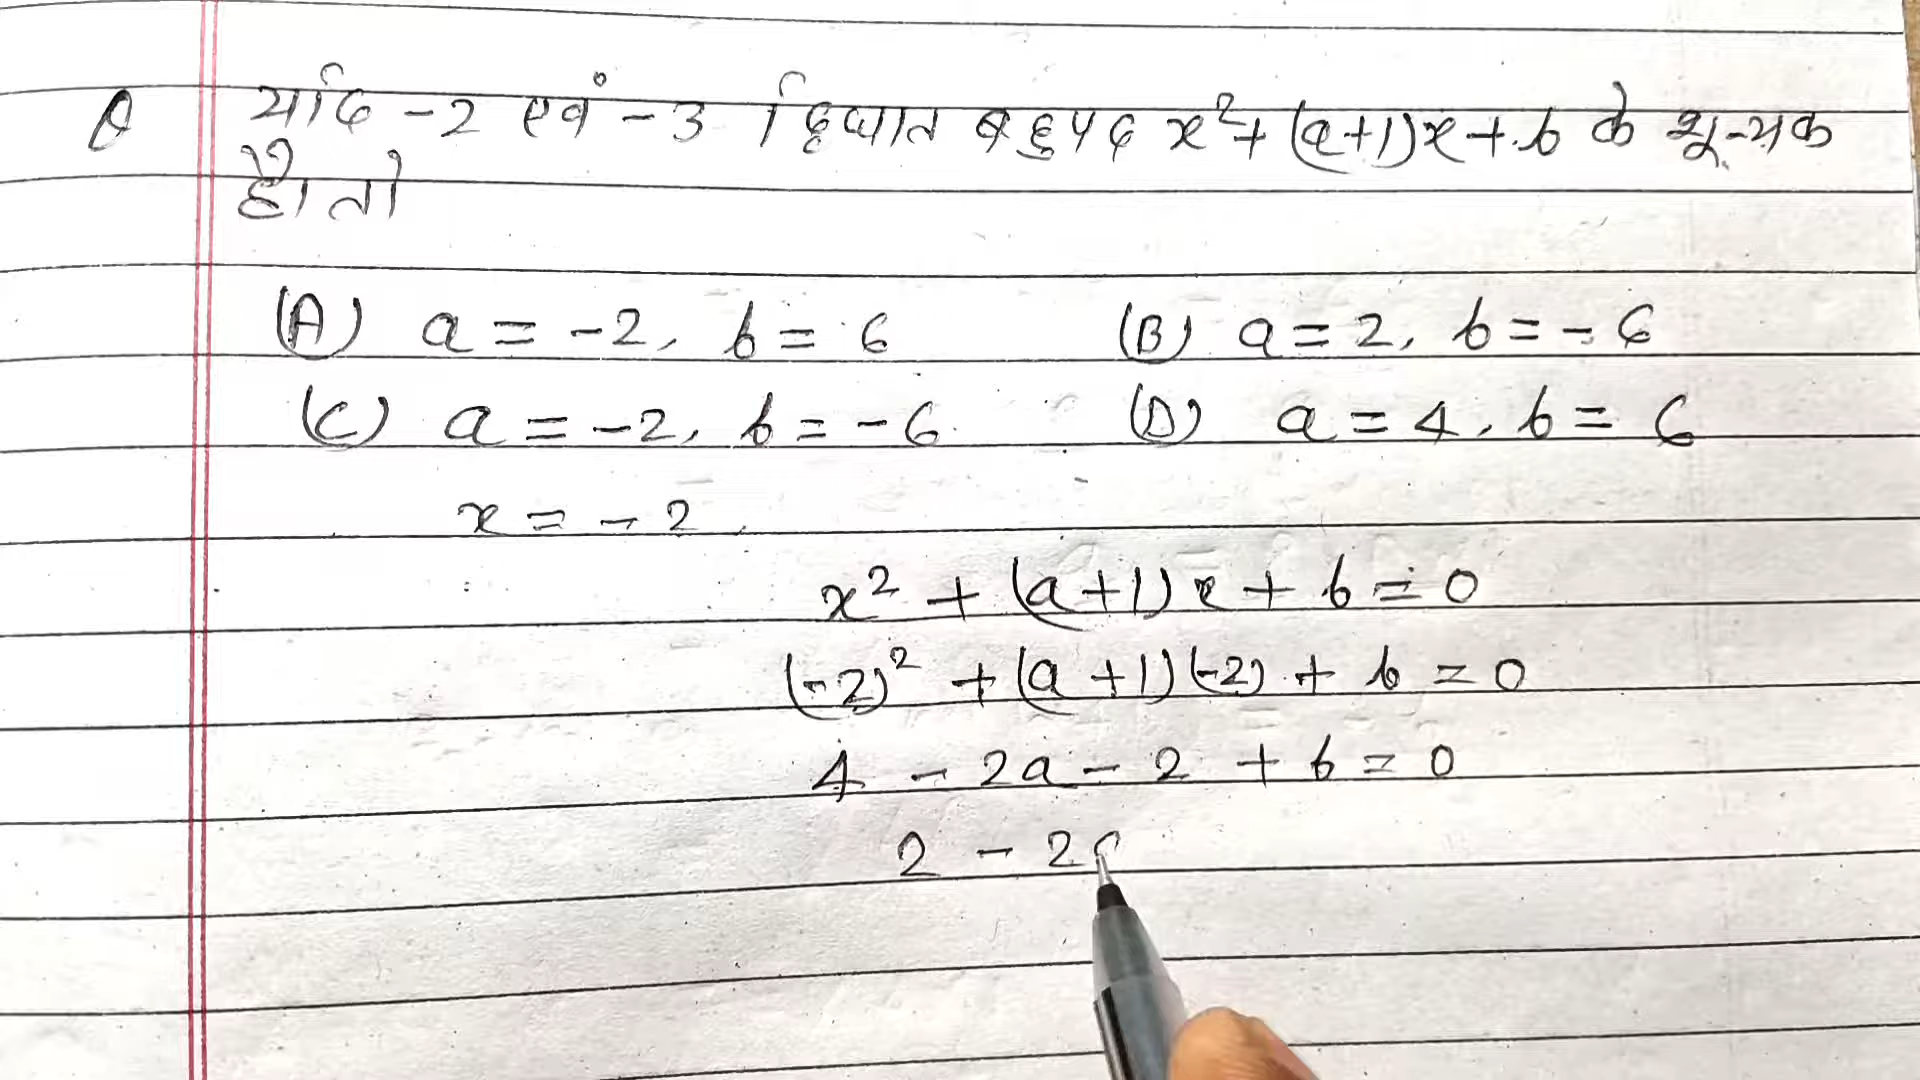 Q यदि -2 एवं -3 द्विघात बहुपद x² + (a+1)x + b के शून्यक
हो तो
(A) a = -2, b = 6 (B) a = 2, b = - 6
(C) a = -2, b = - 6 (D) a = 4, b = 6
x = - 2
x² + (a+1)x + b = 0
(-2)² + (a+1)(-2) + b = 0
4 - 2a - 2 + b = 0
2 - 2